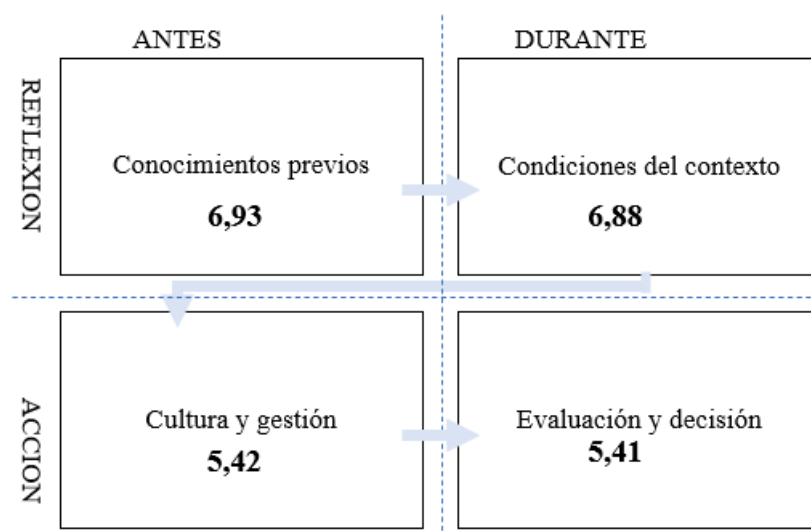 ANTES
DURANTE
REFLEXION
Conocimientos previos
6,93
Condiciones del contexto
6,88
ACCION
Cultura y gestión
5,42
Evaluación y decisión
5,41